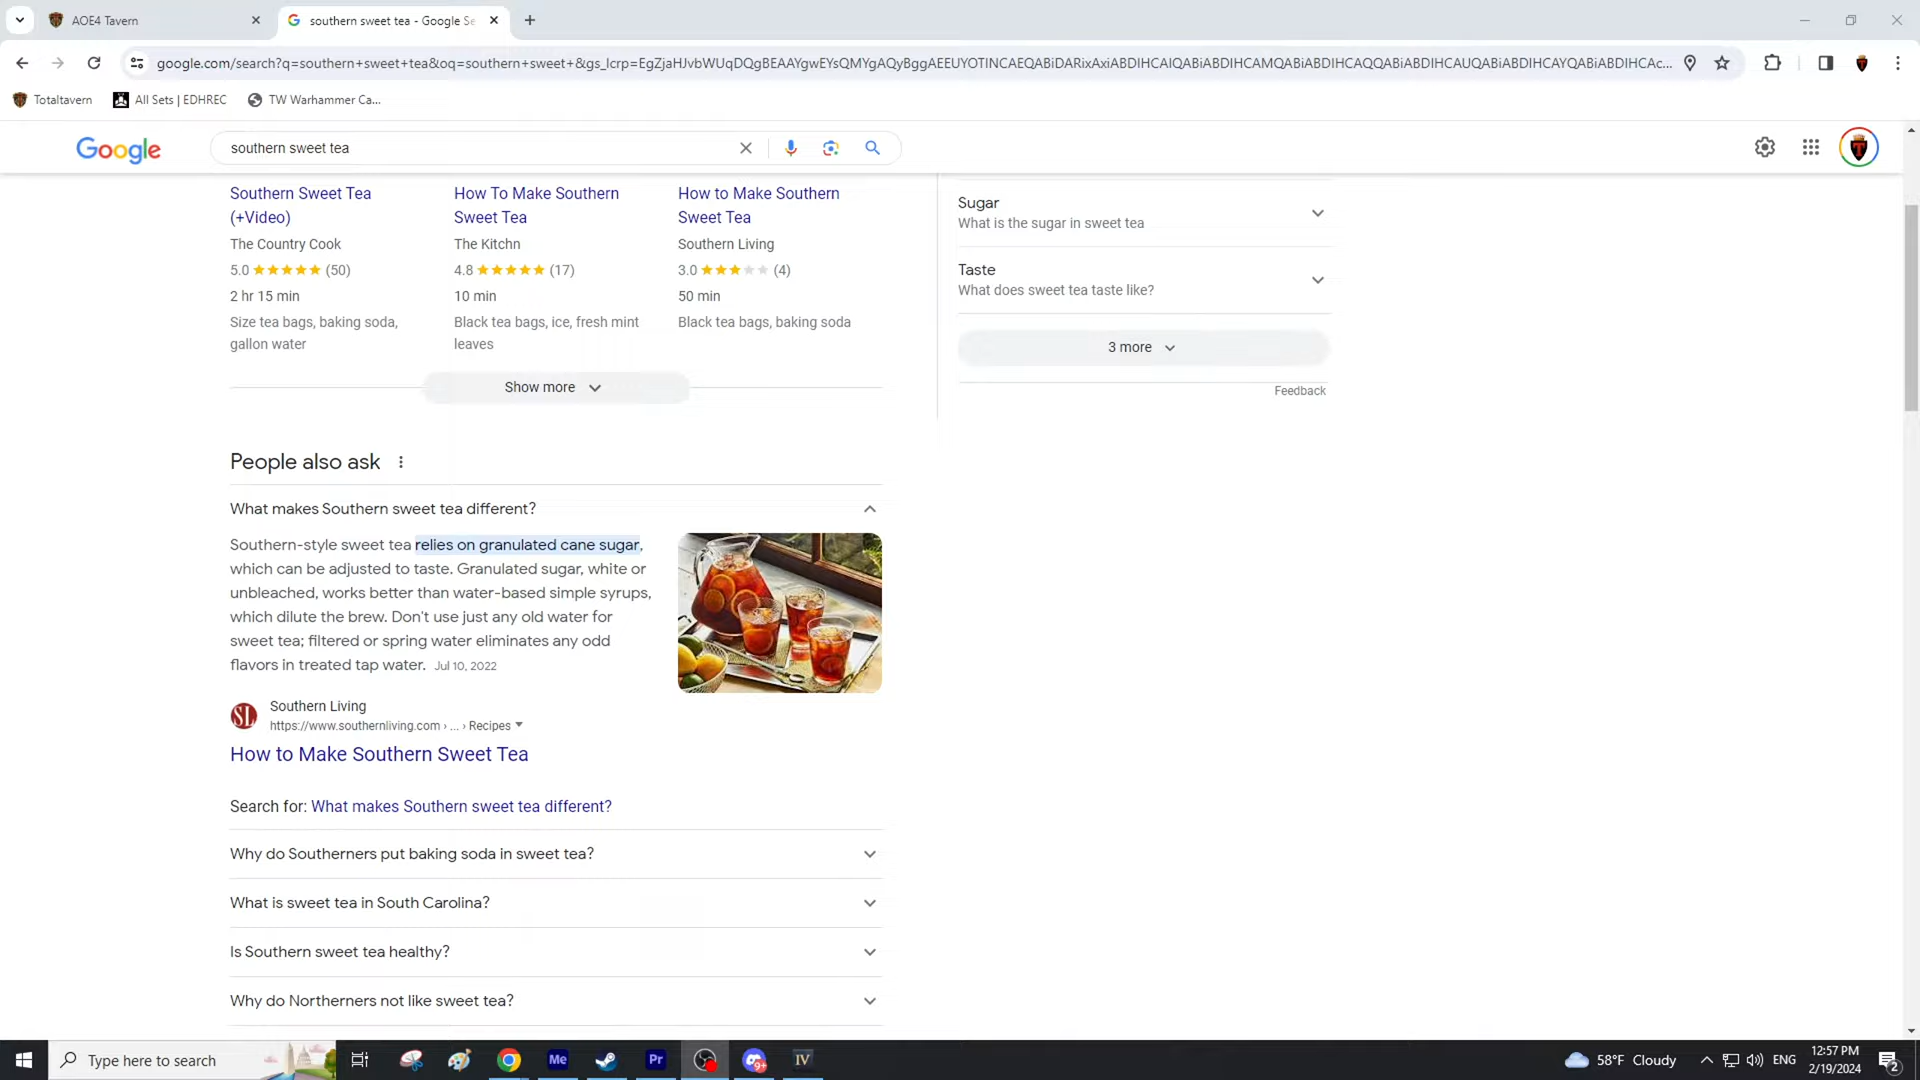 AOE4 Tavern
southern sweet tea - Google Se
google.com/search?q=southern+sweet+tea&oq=southern+sweet+&gs_lcrp=EgZjaHJvbWUqDQgBEAAYgwEYsQMYgAQyBggAEEUYOTINCAEQABiDARixAxiABDIHCAIQABiABDIHCAMQABiABDIHCAQQABiABDIHCAUQABiABDIHCAYQABiABDIHCAc...
Totaltavern
All Sets | EDHREC
TW Warhammer Ca...
Google
southern sweet tea
Southern Sweet Tea
(+Video)
The Country Cook
5.0 (50)
2 hr 15 min
Size tea bags, baking soda,
gallon water
How To Make Southern
Sweet Tea
The Kitchn
4.8 (17)
10 min
Black tea bags, ice, fresh mint
leaves
How to Make Southern
Sweet Tea
Southern Living
3.0 (4)
50 min
Black tea bags, baking soda
Show more
Sugar
What is the sugar in sweet tea
Taste
What does sweet tea taste like?
3 more
Feedback
People also ask
What makes Southern sweet tea different?
Southern-style sweet tea relies on granulated cane sugar,
which can be adjusted to taste. Granulated sugar, white or
unbleached, works better than water-based simple syrups,
which dilute the brew. Don't use just any old water for
sweet tea; filtered or spring water eliminates any odd
flavors in treated tap water. Jul 10, 2022
SL
Southern Living
https://www.southernliving.com › ... › Recipes
How to Make Southern Sweet Tea
Search for: What makes Southern sweet tea different?
Why do Southerners put baking soda in sweet tea?
What is sweet tea in South Carolina?
Is Southern sweet tea healthy?
Why do Northerners not like sweet tea?
Type here to search
Me
Pr
9+
IV
58°F Cloudy
ENG
12:57 PM
2/19/2024
2